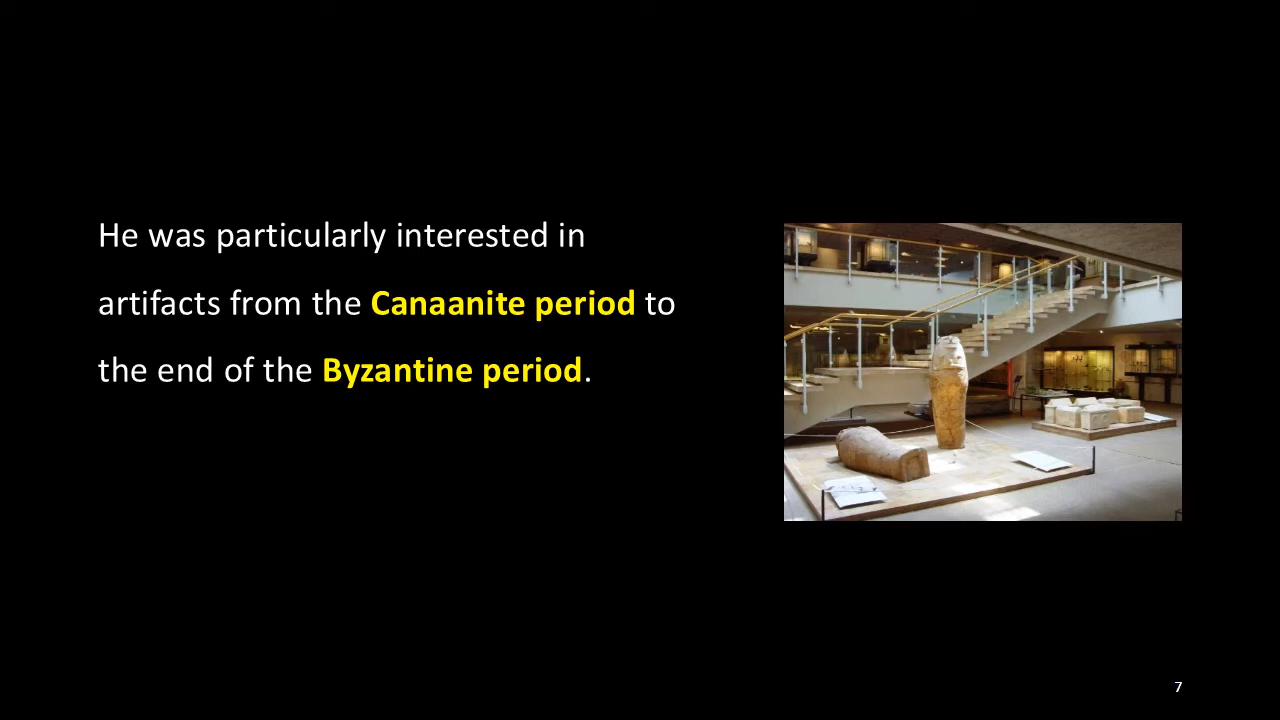 He was particularly interested in
artifacts from the Canaanite period to
the end of the Byzantine period.
7